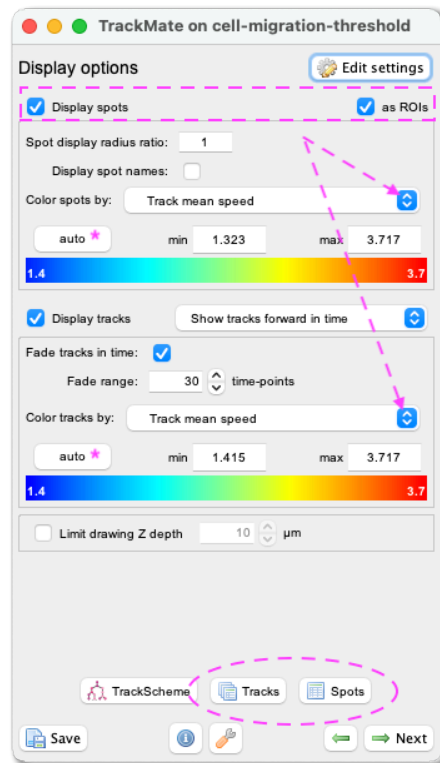 TrackMate on cell-migration-threshold
Display options
Edit settings
Display spots as ROIs
Spot display radius ratio: 1
Display spot names:
Color spots by: Track mean speed
auto * min 1.323 max 3.717
1.4 3.7
Display tracks Show tracks forward in time
Fade tracks in time:
Fade range: 30 time-points
Color tracks by: Track mean speed
auto * min 1.415 max 3.717
1.4 3.7
Limit drawing Z depth 10 µm
TrackScheme Tracks Spots
Save Next